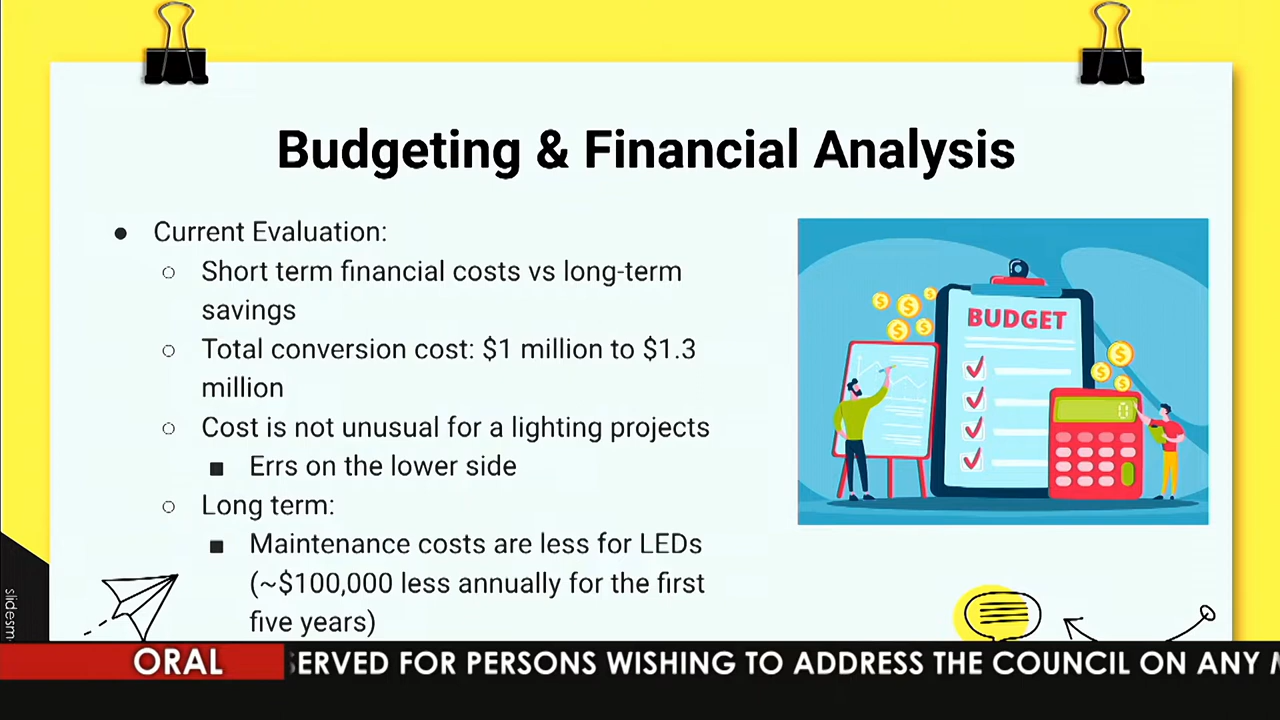 Budgeting & Financial Analysis
● Current Evaluation:
○ Short term financial costs vs long-term
savings
○ Total conversion cost: $1 million to $1.3
million
○ Cost is not unusual for a lighting projects
■ Errs on the lower side
○ Long term:
■ Maintenance costs are less for LEDs
(~$100,000 less annually for the first
five years)
BUDGET
0
slidesm
ORAL
SERVED FOR PERSONS WISHING TO ADDRESS THE COUNCIL ON ANY M